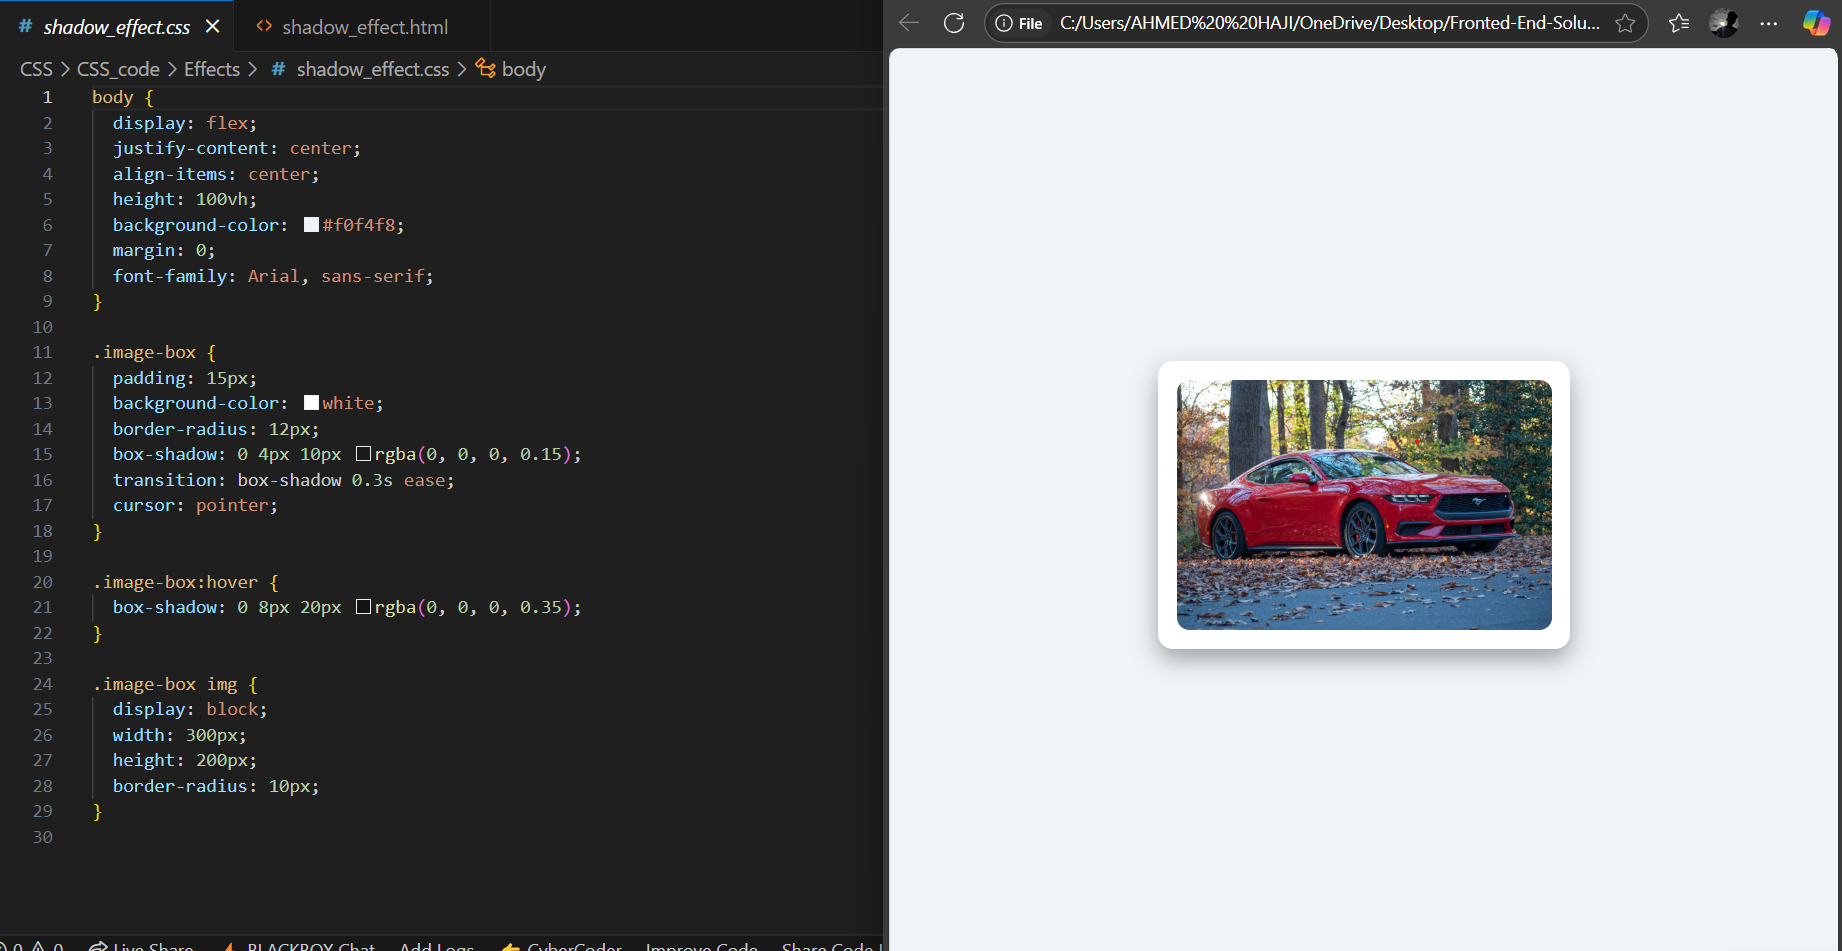 # shadow_effect.css
<> shadow_effect.html
CSS > CSS_code > Effects > # shadow_effect.css > body
1 body {
2 display: flex;
3 justify-content: center;
4 align-items: center;
5 height: 100vh;
6 background-color: #f0f4f8;
7 margin: 0;
8 font-family: Arial, sans-serif;
9 }
10
11 .image-box {
12 padding: 15px;
13 background-color: white;
14 border-radius: 12px;
15 box-shadow: 0 4px 10px rgba(0, 0, 0, 0.15);
16 transition: box-shadow 0.3s ease;
17 cursor: pointer;
18 }
19
20 .image-box:hover {
21 box-shadow: 0 8px 20px rgba(0, 0, 0, 0.35);
22 }
23
24 .image-box img {
25 display: block;
26 width: 300px;
27 height: 200px;
28 border-radius: 10px;
29 }
30
0 0 Live Share BLACKBOX Chat Add Logs CyberCoder Improve Code Share Code
File C:/Users/AHMED%20%20HAJI/OneDrive/Desktop/Fronted-End-Solu...